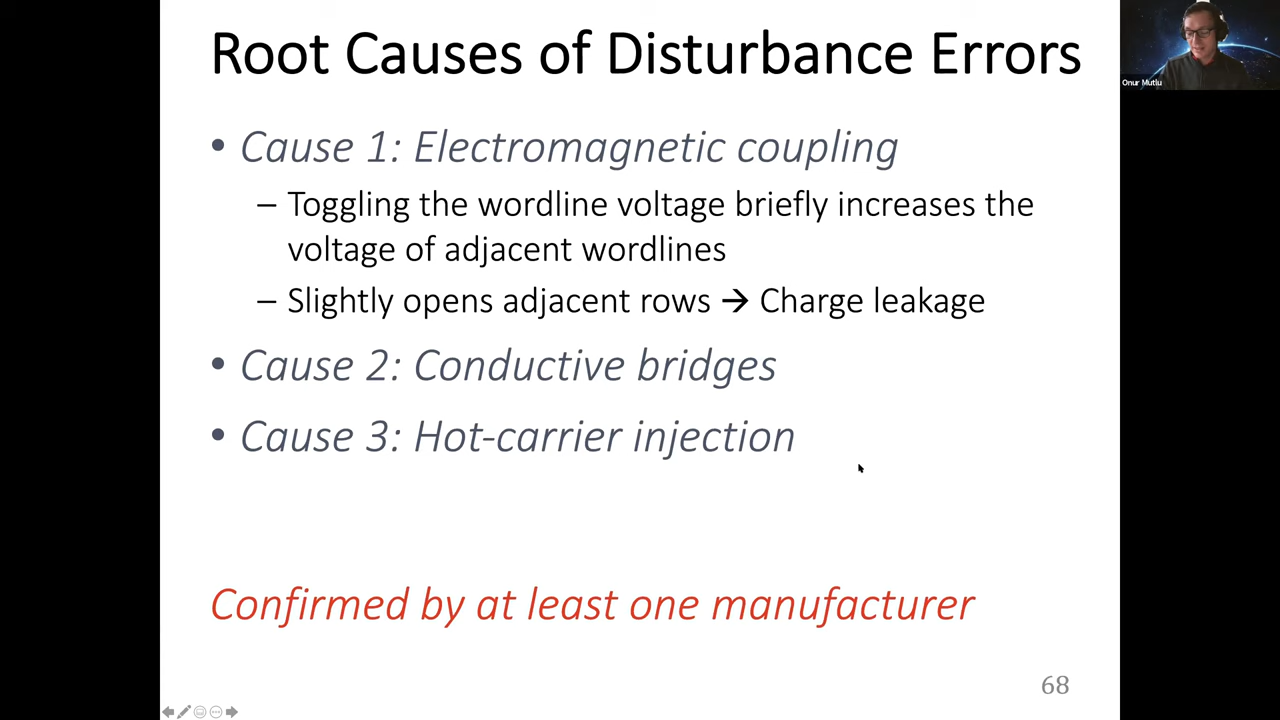 Root Causes of Disturbance Errors
Onur Mutlu
• Cause 1: Electromagnetic coupling
– Toggling the wordline voltage briefly increases the
voltage of adjacent wordlines
– Slightly opens adjacent rows → Charge leakage
• Cause 2: Conductive bridges
• Cause 3: Hot-carrier injection
Confirmed by at least one manufacturer
68